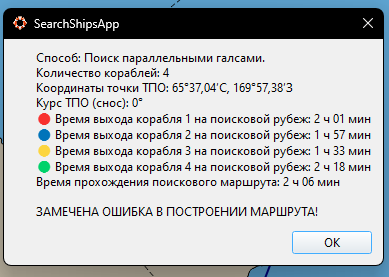 SearchShipsApp
Способ: Поиск параллельными галсами.
Количество кораблей: 4
Координаты точки ТПО: 65°37,04'С, 169°57,38'З
Курс ТПО (снос): 0°
Время выхода корабля 1 на поисковой рубеж: 2 ч 01 мин
Время выхода корабля 2 на поисковой рубеж: 1 ч 57 мин
Время выхода корабля 3 на поисковой рубеж: 1 ч 33 мин
Время выхода корабля 4 на поисковой рубеж: 2 ч 18 мин
Время прохождения поискового маршрута: 2 ч 06 мин
ЗАМЕЧЕНА ОШИБКА В ПОСТРОЕНИИ МАРШРУТА!
ОК